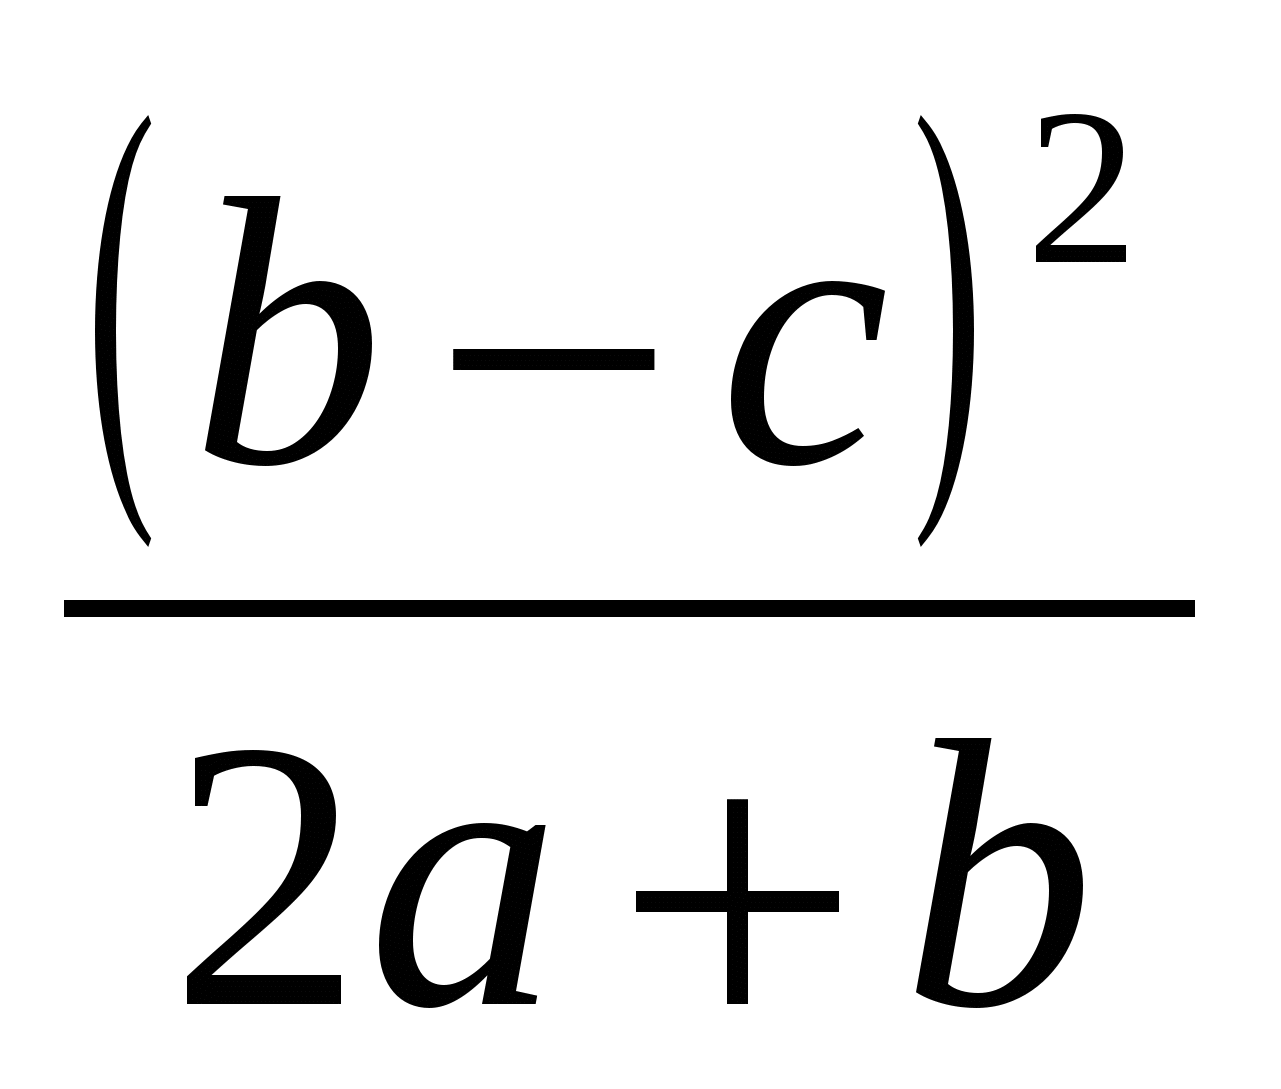 (b − c)²
2a + b